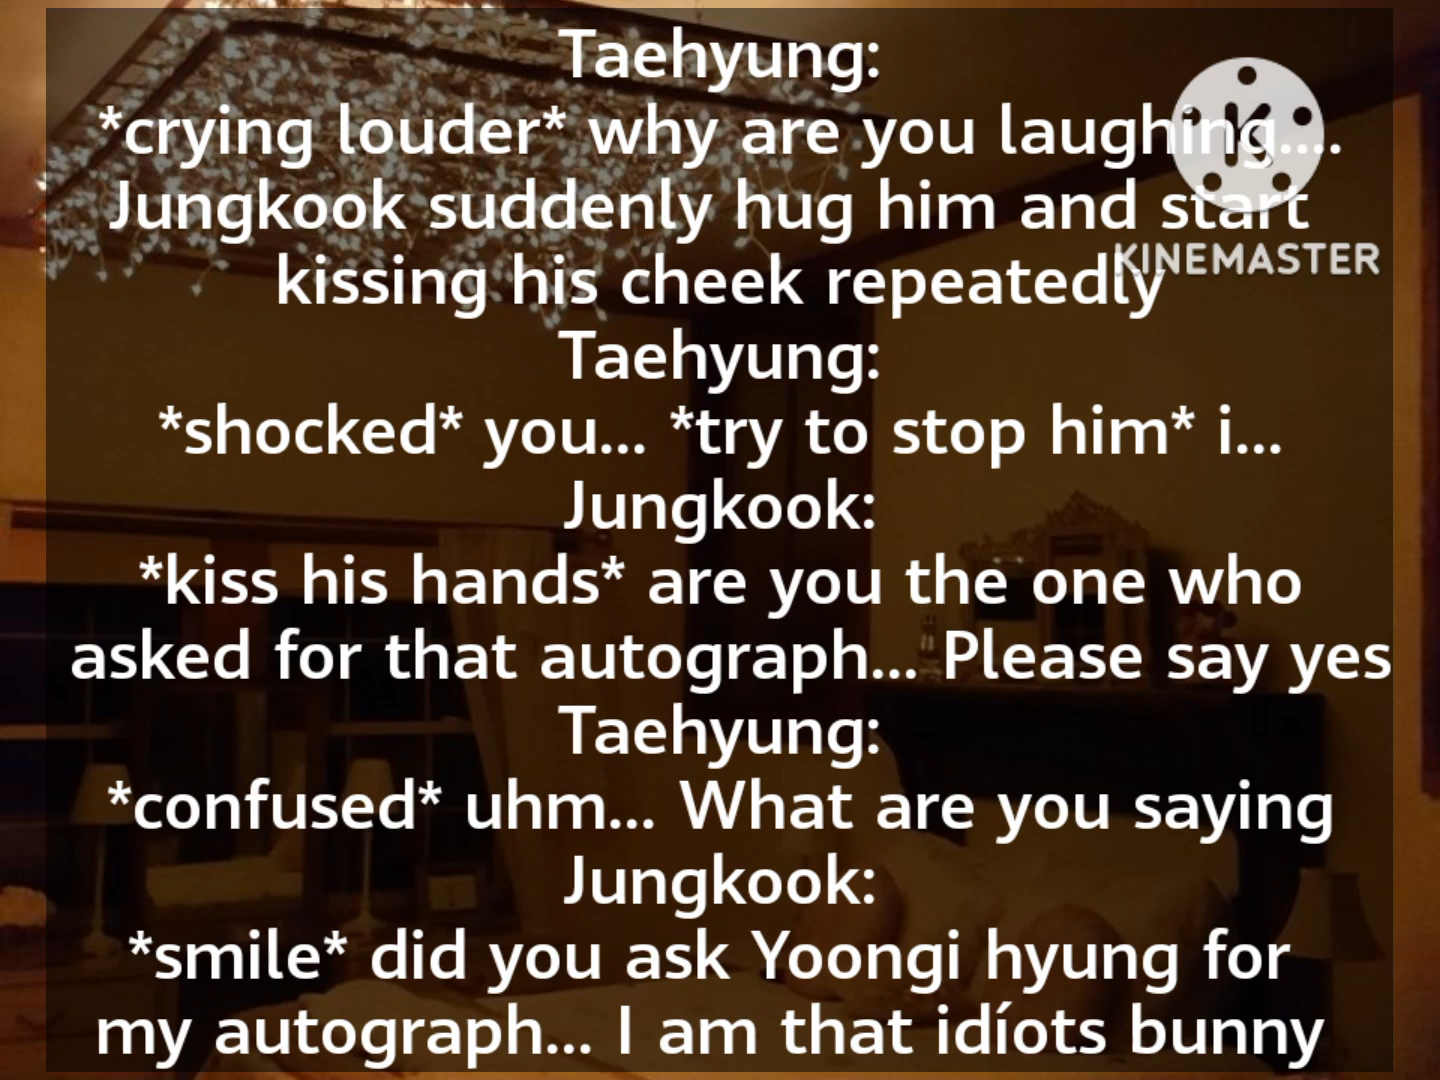 Taehyung:
*crying louder* why are you laughing....
Jungkook suddenly hug him and start
kissing his cheek repeatedly
KINEMASTER
Taehyung:
*shocked* you... *try to stop him* i...
Jungkook:
*kiss his hands* are you the one who
asked for that autograph... Please say yes
Taehyung:
*confused* uhm... What are you saying
Jungkook:
*smile* did you ask Yoongi hyung for
my autograph... I am that idíots bunny